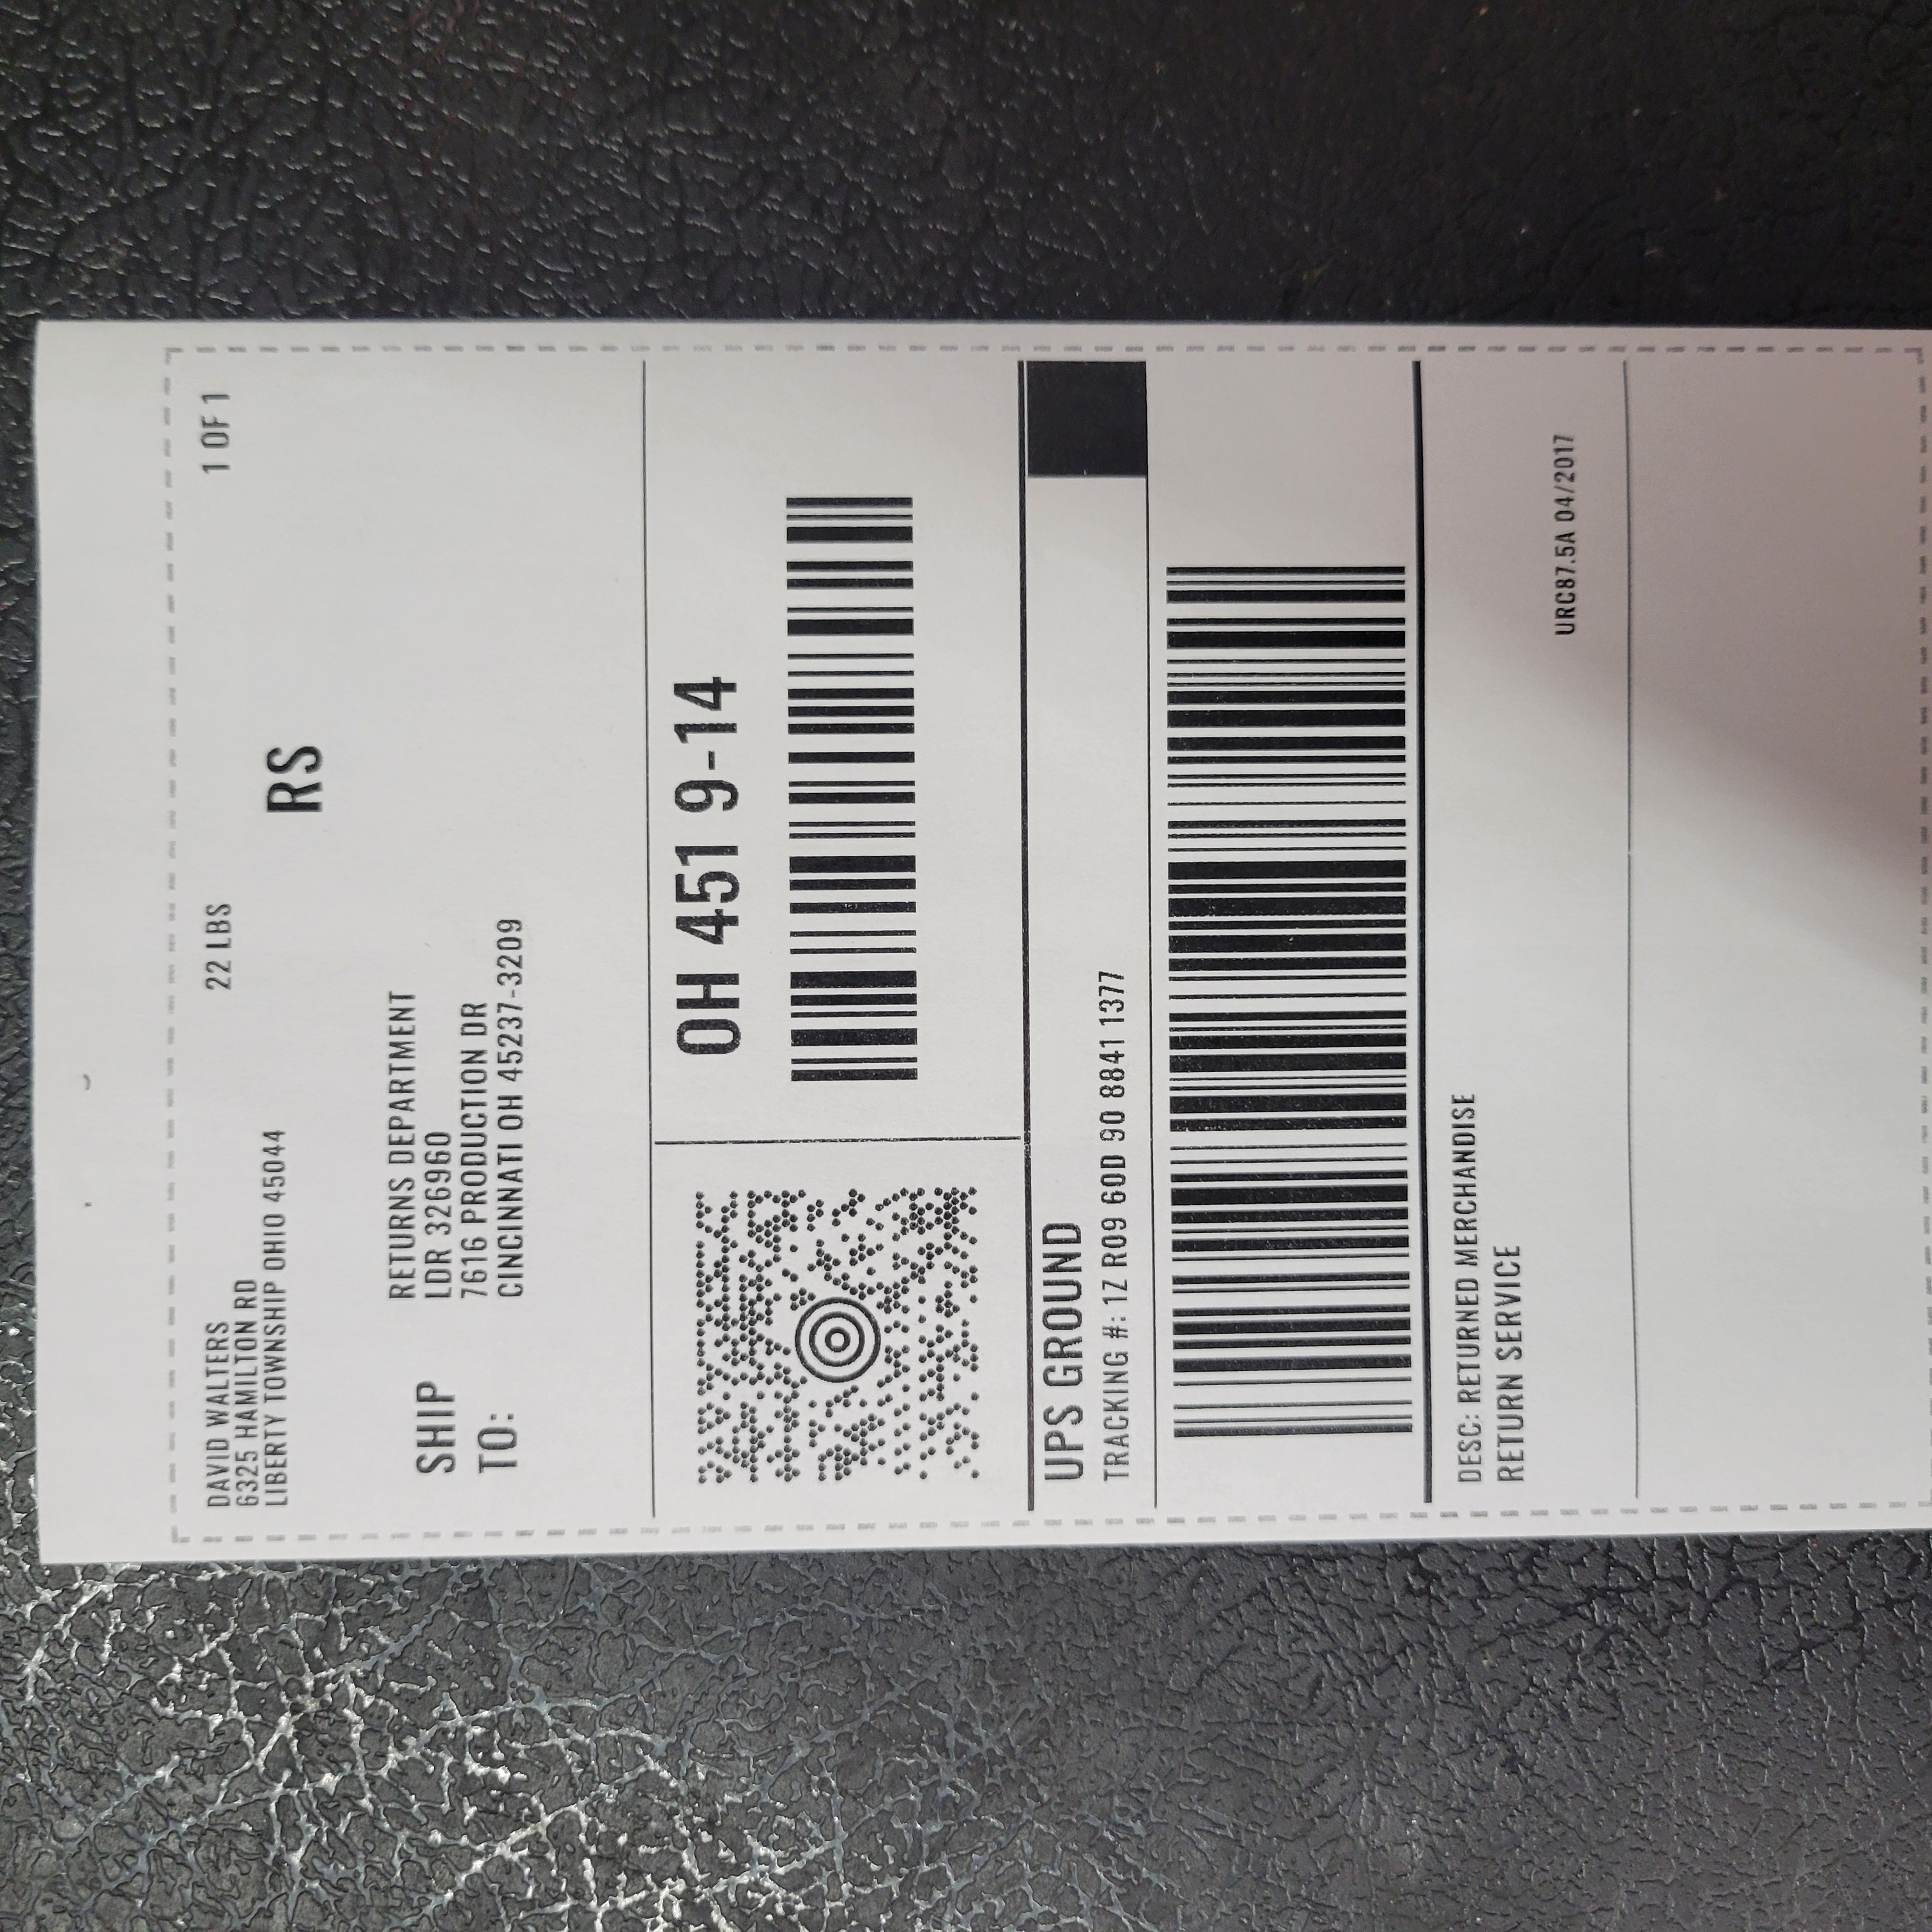 DAVID WALTERS
6325 HAMILTON RD
LIBERTY TOWNSHIP OHIO 45044
22 LBS
1 OF 1
RS
SHIP
TO:
RETURNS DEPARTMENT
LDR 326960
7616 PRODUCTION DR
CINCINNATI OH 45237-3209
OH 451 9-14
UPS GROUND
TRACKING #: 1Z R09 60D 90 8841 1377
DESC: RETURNED MERCHANDISE
RETURN SERVICE
URC87.5A 04/2017